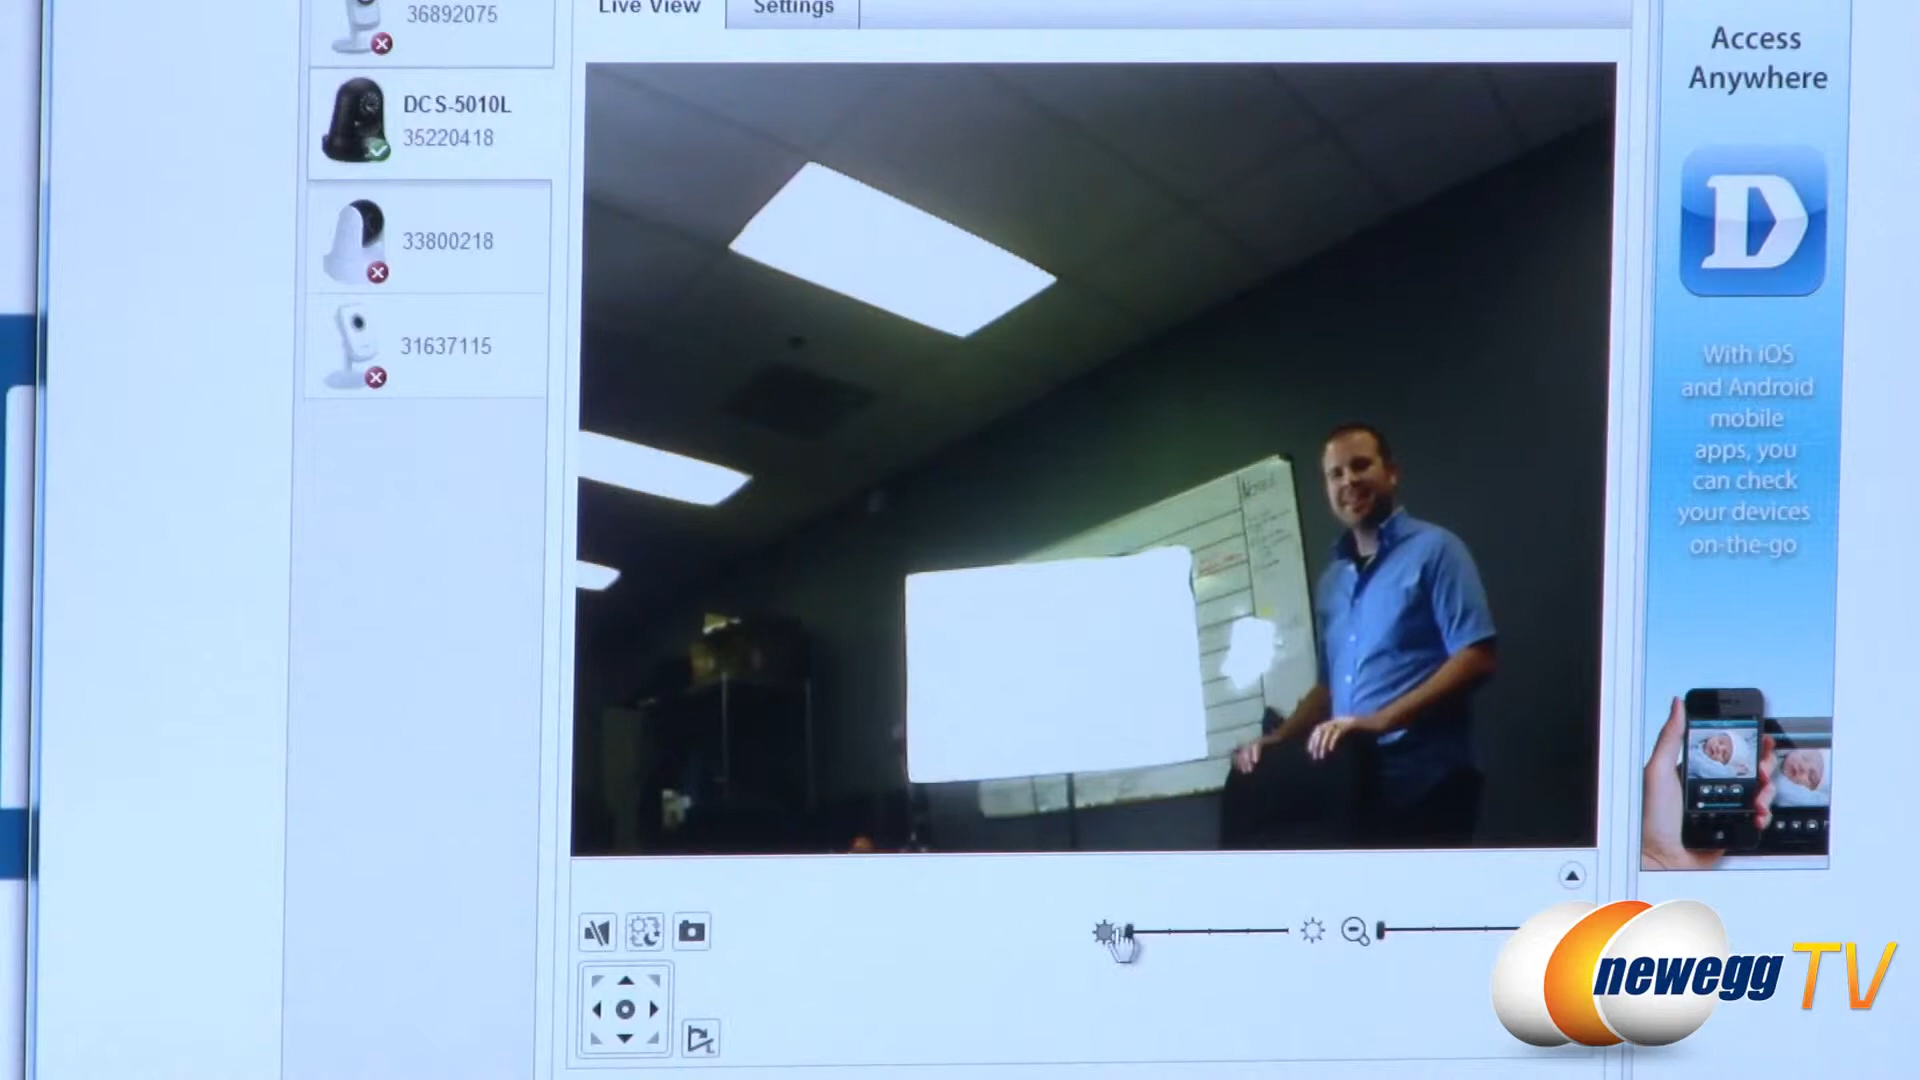 36892075
Live View
Settings
DCS-5010L
35220418
33800218
31637115
Access
Anywhere
D
With iOS
and Android
mobile
apps, you
can check
your devices
on-the-go
newegg TV